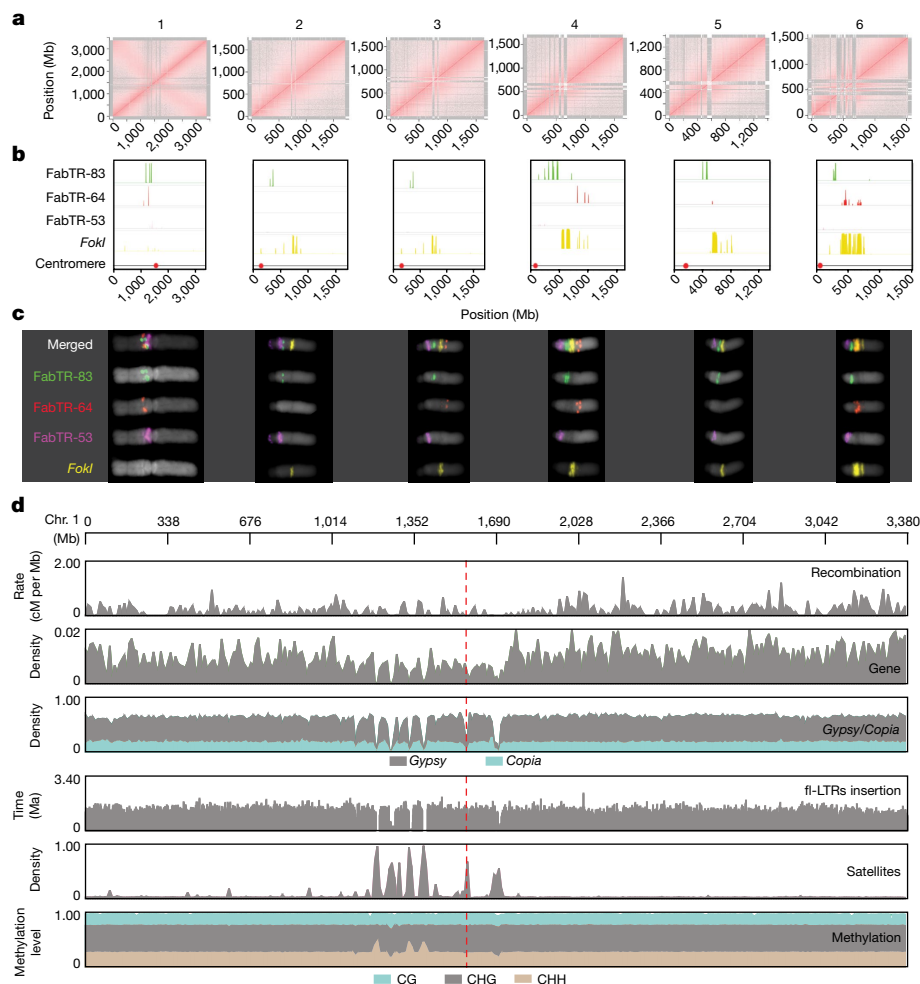 a
1 2 3 4 5 6
Position (Mb)
3,000
2,000
1,000
0
1,500
1,000
500
0
1,500
1,000
500
0
1,500
1,000
500
0
1,200
800
400
0
1,500
1,000
500
0
0 1,000 2,000 3,000 0 500 1,000 1,500 0 500 1,000 1,500 0 500 1,000 1,500 0 400 800 1,200 0 500 1,000 1,500
b
FabTR-83
FabTR-64
FabTR-53
FokI
Centromere
0 1,000 2,000 3,000 0 500 1,000 1,500 0 500 1,000 1,500 0 500 1,000 1,500 0 400 800 1,200 0 500 1,000 1,500
Position (Mb)
c
Merged
FabTR-83
FabTR-64
FabTR-53
FokI
d
Chr. 1 (Mb)
0 338 676 1,014 1,352 1,690 2,028 2,366 2,704 3,042 3,380
Rate (cM per Mb)
2.00
0
Recombination
Density
0.02
0
Gene
Density
1.00
0
Gypsy/Copia
Gypsy Copia
Time (Ma)
3.40
0
fl-LTRs insertion
Density
1.00
0
Satellites
Methylation level
1.00
0
Methylation
CG CHG CHH